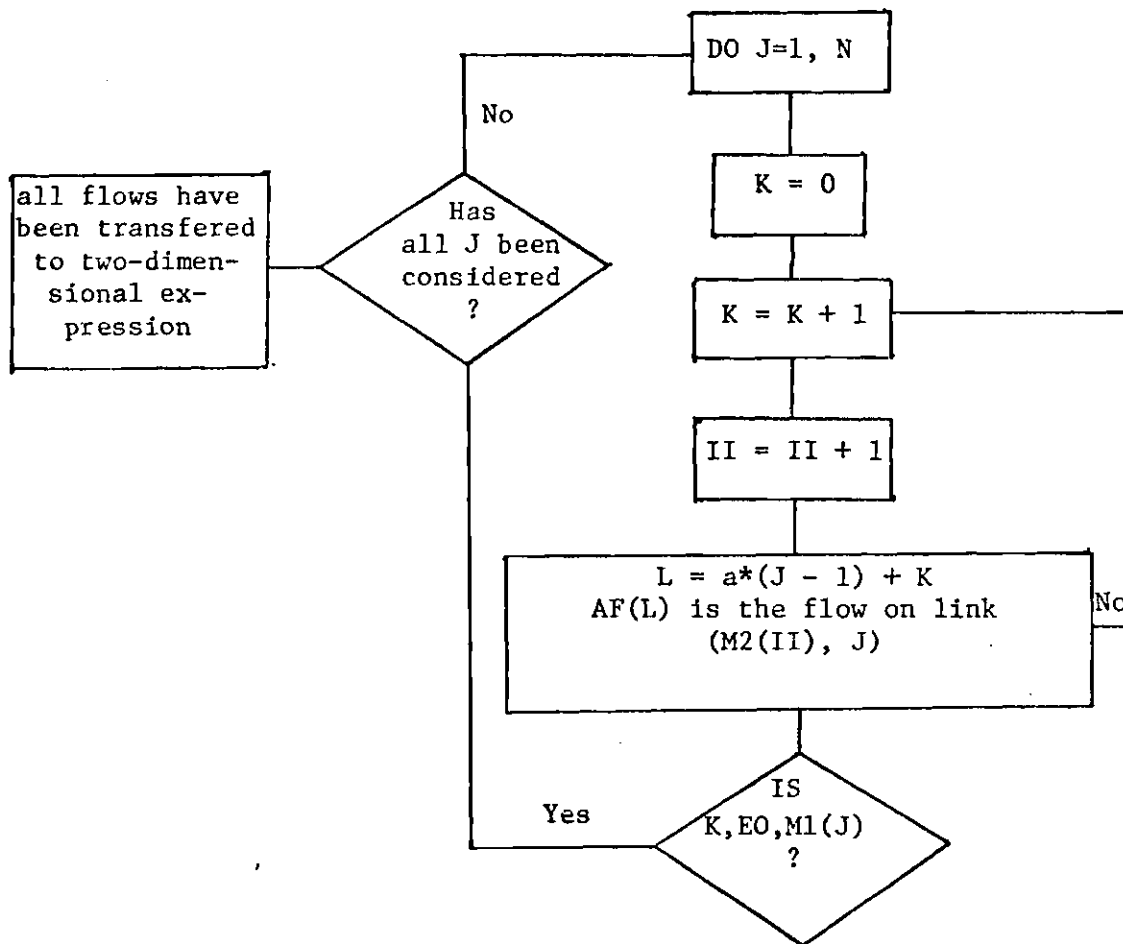 DO J=1, N
No
K = 0
all flows have
been transfered
to two-dimen-
sional ex-
pression
Has
all J been
considered
?
K = K + 1
II = II + 1
L = a*(J - 1) + K
AF(L) is the flow on link
(M2(II), J)
No
IS
K,EO,M1(J)
?
Yes